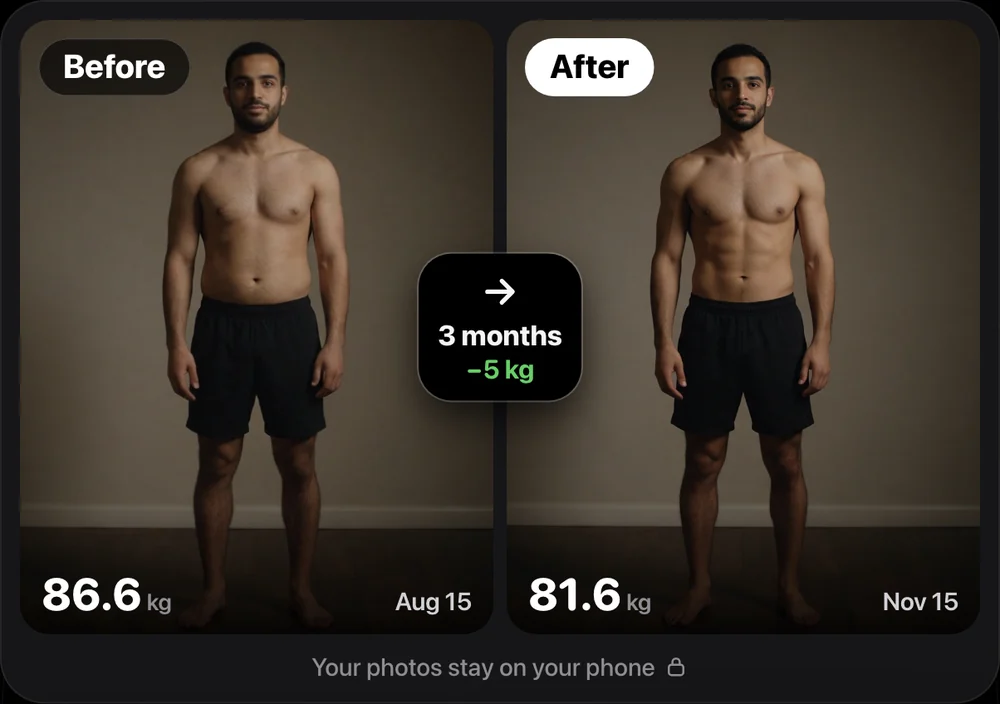 Before
After
→
3 months
−5 kg
86.6 kg
Aug 15
81.6 kg
Nov 15
Your photos stay on your phone